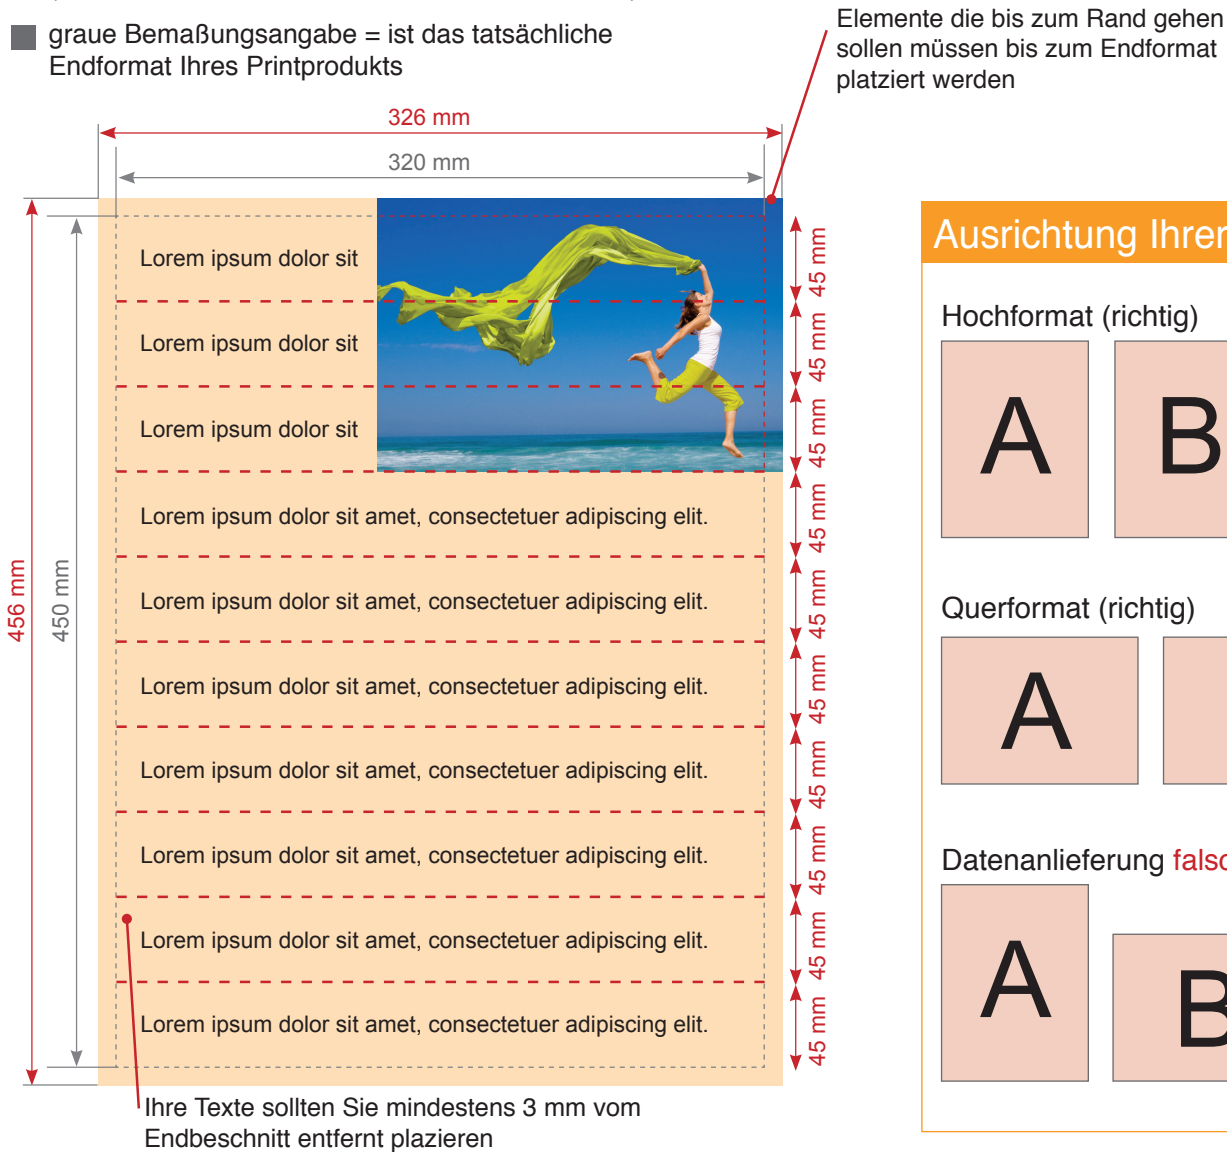 graue Bemaßungsangabe = ist das tatsächliche
Endformat Ihres Printprodukts
Elemente die bis zum Rand gehen
sollen müssen bis zum Endformat
platziert werden
326 mm
320 mm
456 mm
450 mm
Lorem ipsum dolor sit
45 mm
Lorem ipsum dolor sit
45 mm
Lorem ipsum dolor sit
45 mm
Lorem ipsum dolor sit amet, consectetuer adipiscing elit.
45 mm
Lorem ipsum dolor sit amet, consectetuer adipiscing elit.
45 mm
Lorem ipsum dolor sit amet, consectetuer adipiscing elit.
45 mm
Lorem ipsum dolor sit amet, consectetuer adipiscing elit.
45 mm
Lorem ipsum dolor sit amet, consectetuer adipiscing elit.
45 mm
Lorem ipsum dolor sit amet, consectetuer adipiscing elit.
45 mm
Lorem ipsum dolor sit amet, consectetuer adipiscing elit.
45 mm
Ihre Texte sollten Sie mindestens 3 mm vom
Endbeschnitt entfernt plazieren
Ausrichtung Ihrer
Hochformat (richtig)
A B
Querformat (richtig)
A
Datenanlieferung
A B